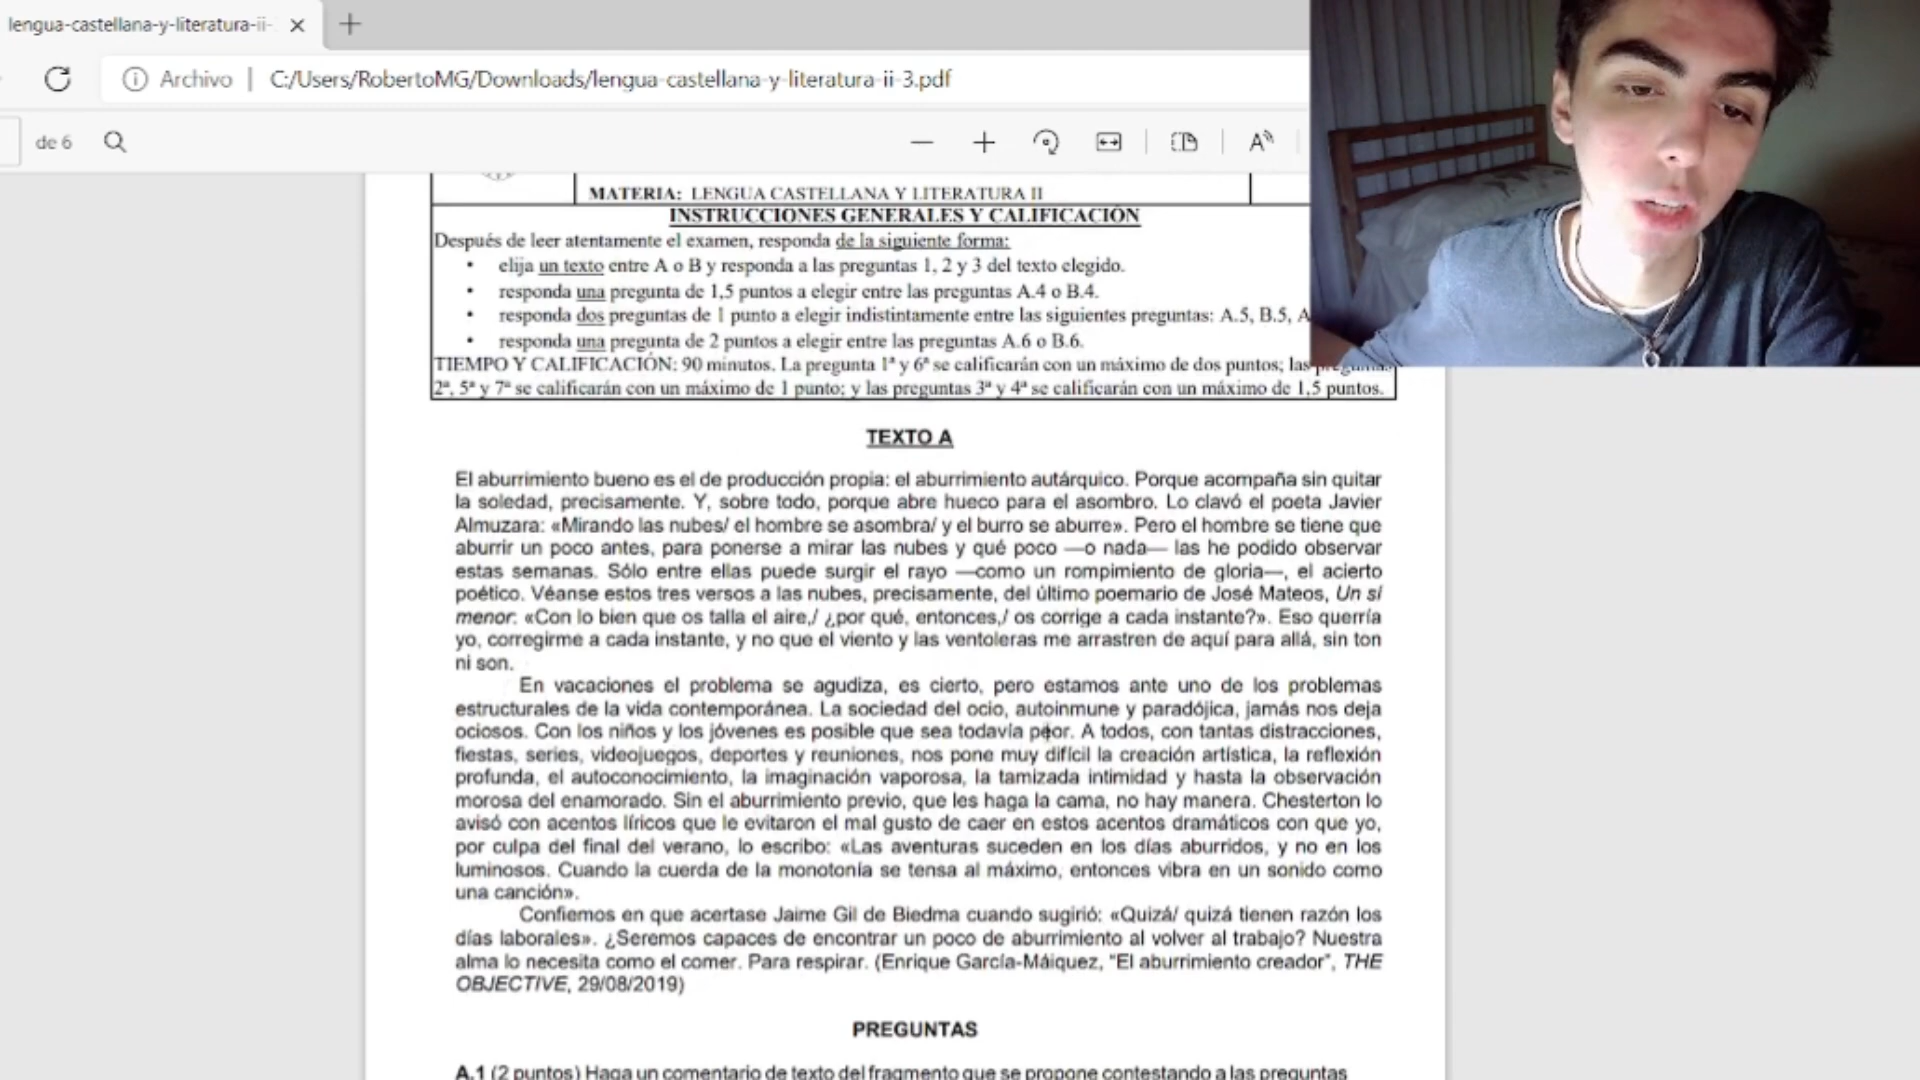 lengua-castellana-y-literatura-ii-
Archivo | C:/Users/RobertoMG/Downloads/lengua-castellana-y-literatura-ii-3.pdf
de 6
MATERIA: LENGUA CASTELLANA Y LITERATURA II
INSTRUCCIONES GENERALES Y CALIFICACIÓN
Después de leer atentamente el examen, responda de la siguiente forma:
• elija un texto entre A o B y responda a las preguntas 1, 2 y 3 del texto elegido.
• responda una pregunta de 1,5 puntos a elegir entre las preguntas A.4 o B.4.
• responda dos preguntas de 1 punto a elegir indistintamente entre las siguientes preguntas: A.5, B.5, A
• responda una pregunta de 2 puntos a elegir entre las preguntas A.6 o B.6.
TIEMPO Y CALIFICACIÓN: 90 minutos. La pregunta 1ª y 6ª se calificarán con un máximo de dos puntos; las
2ª, 5ª y 7ª se calificarán con un máximo de 1 punto; y las preguntas 3ª y 4ª se calificarán con un máximo de 1,5 puntos.
TEXTO A
El aburrimiento bueno es el de producción propia: el aburrimiento autárquico. Porque acompaña sin quitar
la soledad, precisamente. Y, sobre todo, porque abre hueco para el asombro. Lo clavó el poeta Javier
Almuzara: «Mirando las nubes/ el hombre se asombra/ y el burro se aburre». Pero el hombre se tiene que
aburrir un poco antes, para ponerse a mirar las nubes y qué poco —o nada— las he podido observar
estas semanas. Sólo entre ellas puede surgir el rayo —como un rompimiento de gloria—, el acierto
poético. Véanse estos tres versos a las nubes, precisamente, del último poemario de José Mateos, Un sí
menor: «Con lo bien que os talla el aire,/ ¿por qué, entonces,/ os corrige a cada instante?». Eso querría
yo, corregirme a cada instante, y no que el viento y las ventoleras me arrastren de aquí para allá, sin ton
ni son.
En vacaciones el problema se agudiza, es cierto, pero estamos ante uno de los problemas
estructurales de la vida contemporánea. La sociedad del ocio, autoinmune y paradójica, jamás nos deja
ociosos. Con los niños y los jóvenes es posible que sea todavía peor. A todos, con tantas distracciones,
fiestas, series, videojuegos, deportes y reuniones, nos pone muy difícil la creación artística, la reflexión
profunda, el autoconocimiento, la imaginación vaporosa, la tamizada intimidad y hasta la observación
morosa del enamorado. Sin el aburrimiento previo, que les haga la cama, no hay manera. Chesterton lo
avisó con acentos líricos que le evitaron el mal gusto de caer en estos acentos dramáticos con que yo,
por culpa del final del verano, lo escribo: «Las aventuras suceden en los días aburridos, y no en los
luminosos. Cuando la cuerda de la monotonía se tensa al máximo, entonces vibra en un sonido como
una canción».
Confiemos en que acertase Jaime Gil de Biedma cuando sugirió: «Quizá/ quizá tienen razón los
días laborales». ¿Seremos capaces de encontrar un poco de aburrimiento al volver al trabajo? Nuestra
alma lo necesita como el comer. Para respirar. (Enrique García-Máiquez, "El aburrimiento creador", THE
OBJECTIVE, 29/08/2019)
PREGUNTAS
A.1 (2 puntos) Haga un comentario de texto del fragmento que se propone contestando a las preguntas